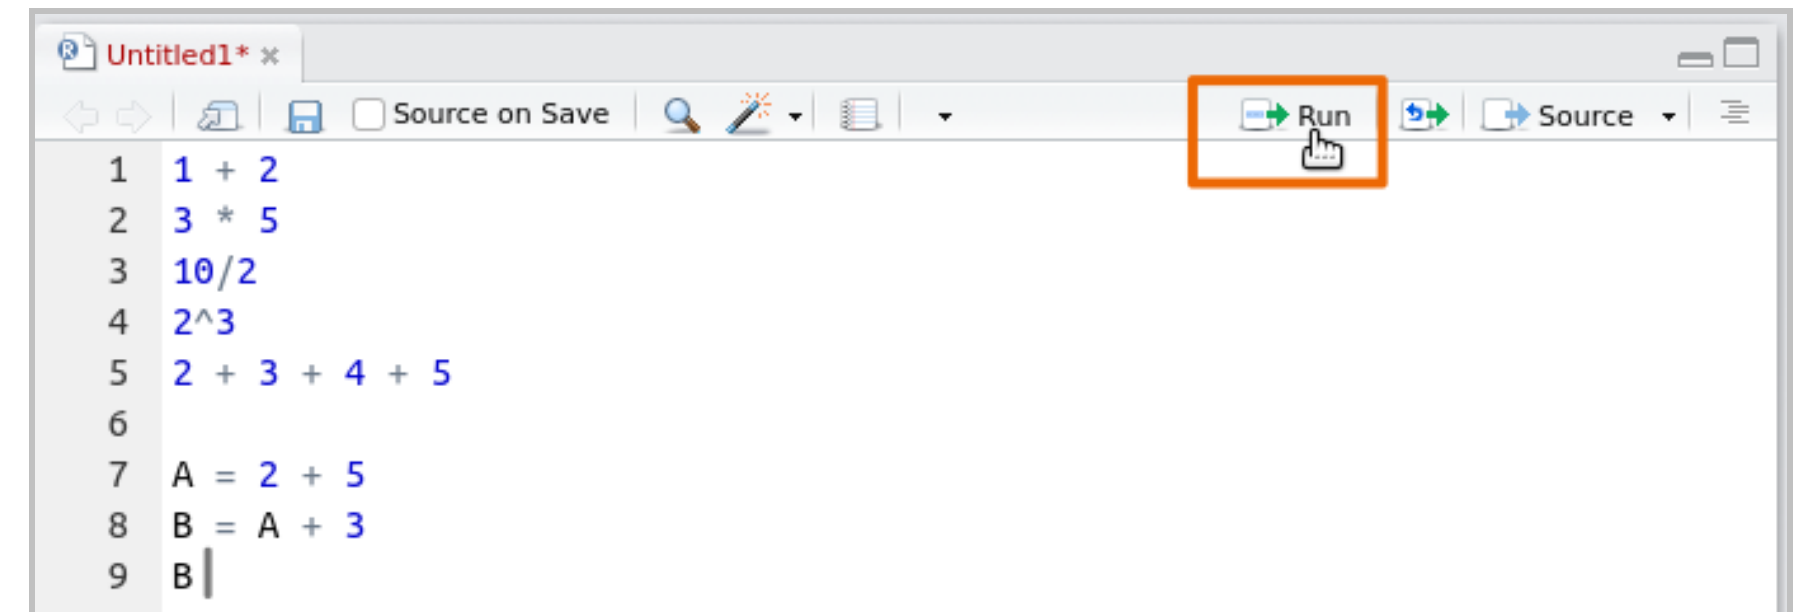 Untitled1*
Source on Save Run Source
1 1 + 2
2 3 * 5
3 10/2
4 2^3
5 2 + 3 + 4 + 5
6
7 A = 2 + 5
8 B = A + 3
9 B